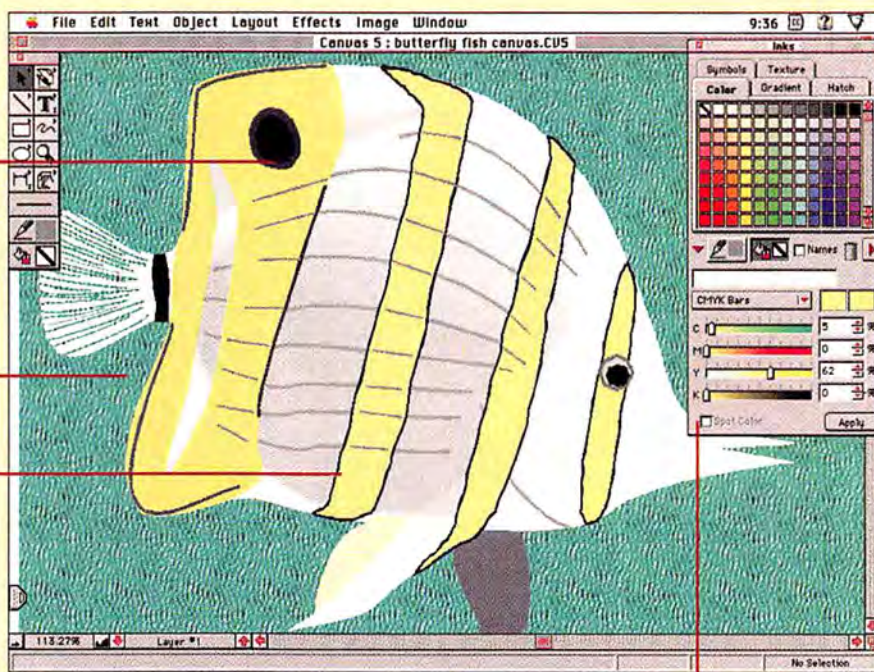 File Edit Text Object Layout Effects Image Window 9:36
Canvas 5 : butterfly fish canvas.CV5
Inks
Symbols Texture
Color Gradient Hatch
Names
CMYK Bars
C 5 %
M 0 %
Y 62 %
K 0 %
Spot Color Apply
113.27% Layer #1
No Selection